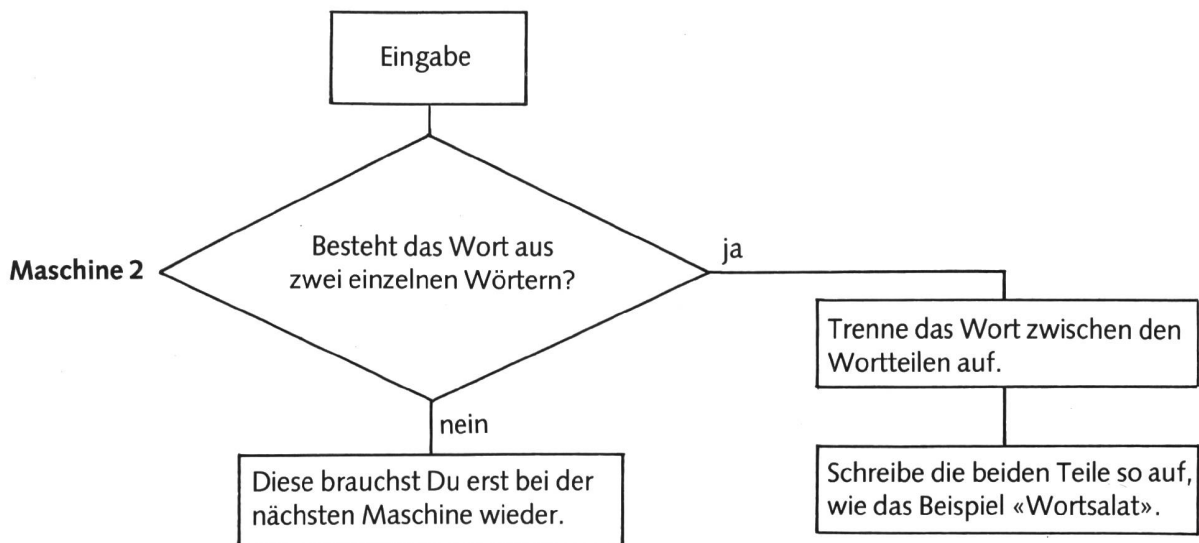 Eingabe
Besteht das Wort aus
zwei einzelnen Wörtern?
Maschine 2
ja
Trenne das Wort zwischen den
Wortteilen auf.
nein
Diese brauchst Du erst bei der
nächsten Maschine wieder.
Schreibe die beiden Teile so auf,
wie das Beispiel «Wortsalat».